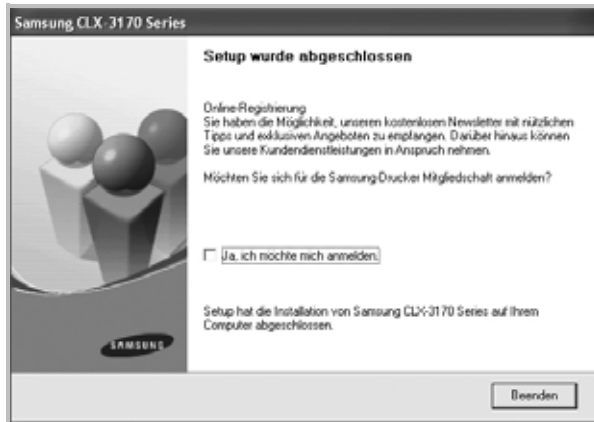 Samsung CLX-3170 Series
Setup wurde abgeschlossen
Online-Registrierung
Sie haben die Möglichkeit, unseren kostenlosen Newsletter mit nützlichen
Tipps und exklusiven Angeboten zu empfangen. Darüber hinaus können
Sie unsere Kundendienstleistungen in Anspruch nehmen.
Möchten Sie sich für die Samsung-Drucker Mitgliedschaft anmelden?
Ja, ich möchte mich anmelden.
Setup hat die Installation von Samsung CLX-3170 Series auf Ihrem
Computer abgeschlossen.
SAMSUNG
Beenden